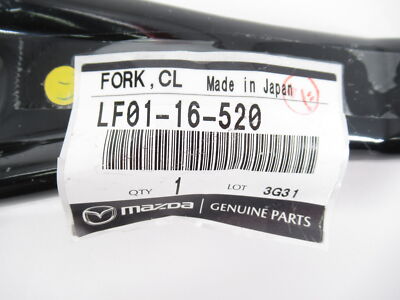 FORK, CL Made in Japan
LF01-16-520
QTY 1 LOT 3G31
mazda GENUINE PARTS